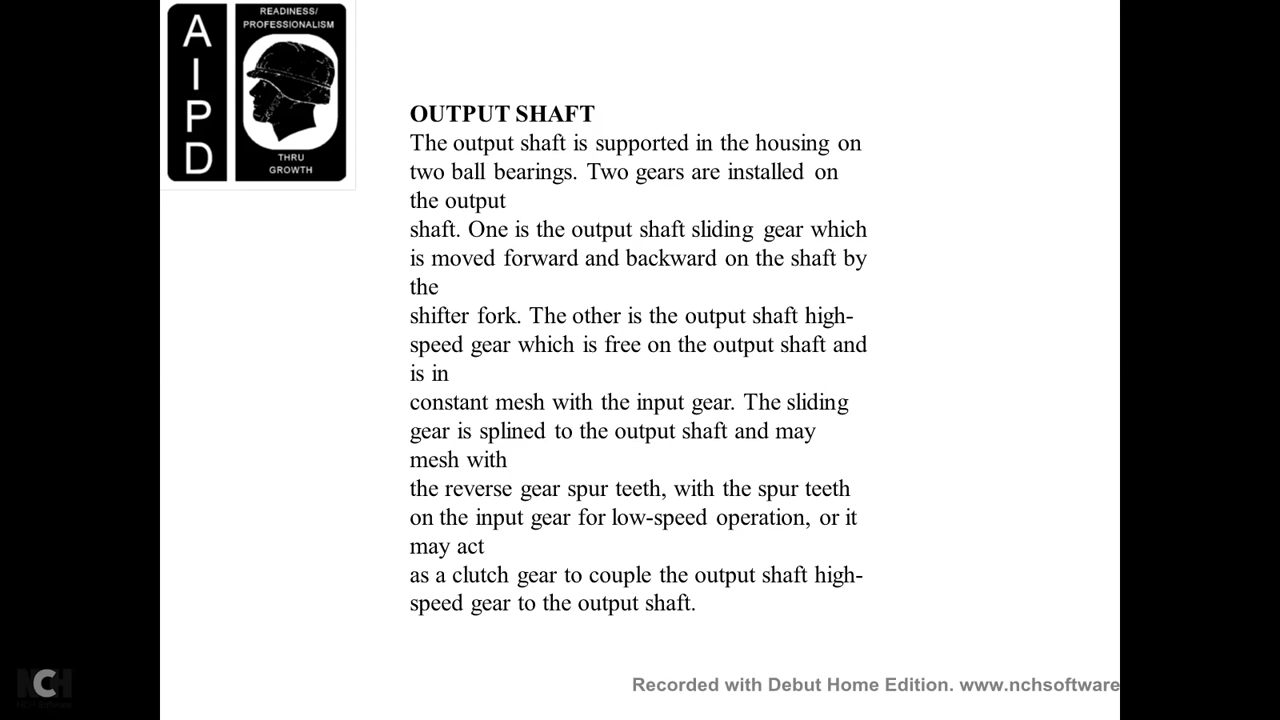 READINESS/
PROFESSIONALISM
A
I
P
D
THRU
GROWTH
OUTPUT SHAFT
The output shaft is supported in the housing on
two ball bearings. Two gears are installed on
the output
shaft. One is the output shaft sliding gear which
is moved forward and backward on the shaft by
the
shifter fork. The other is the output shaft high-
speed gear which is free on the output shaft and
is in
constant mesh with the input gear. The sliding
gear is splined to the output shaft and may
mesh with
the reverse gear spur teeth, with the spur teeth
on the input gear for low-speed operation, or it
may act
as a clutch gear to couple the output shaft high-
speed gear to the output shaft.
NCH
NCH Software
Recorded with Debut Home Edition. www.nchsoftware